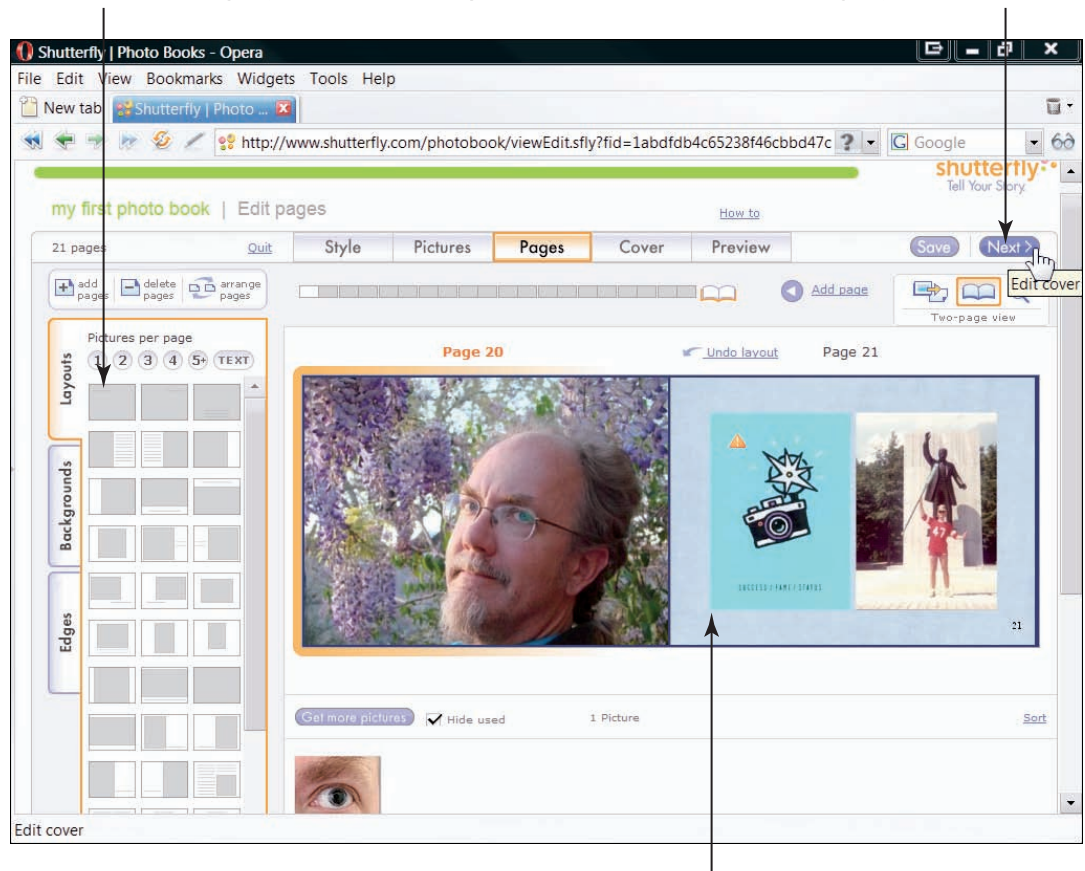 Shutterfly | Photo Books - Opera
File Edit View Bookmarks Widgets Tools Help
New tab Shutterfly | Photo ...
http://www.shutterfly.com/photobook/viewEdit.sfly?fid=1abdfdb4c65238f46cbbd47c ? Google
shutterfly
Tell Your Story.
my first photo book | Edit pages
How to
21 pages Quit Style Pictures Pages Cover Preview Save Next >
Edit cover
add pages
delete pages
arrange pages
Add page
Two-page view
Layouts
Backgrounds
Edges
Pictures per page
1 2 3 4 5+ TEXT
Page 20 Undo layout Page 21
47
SUCCESS / FAME / STATUS
21
Get more pictures Hide used 1 Picture Sort
Edit cover